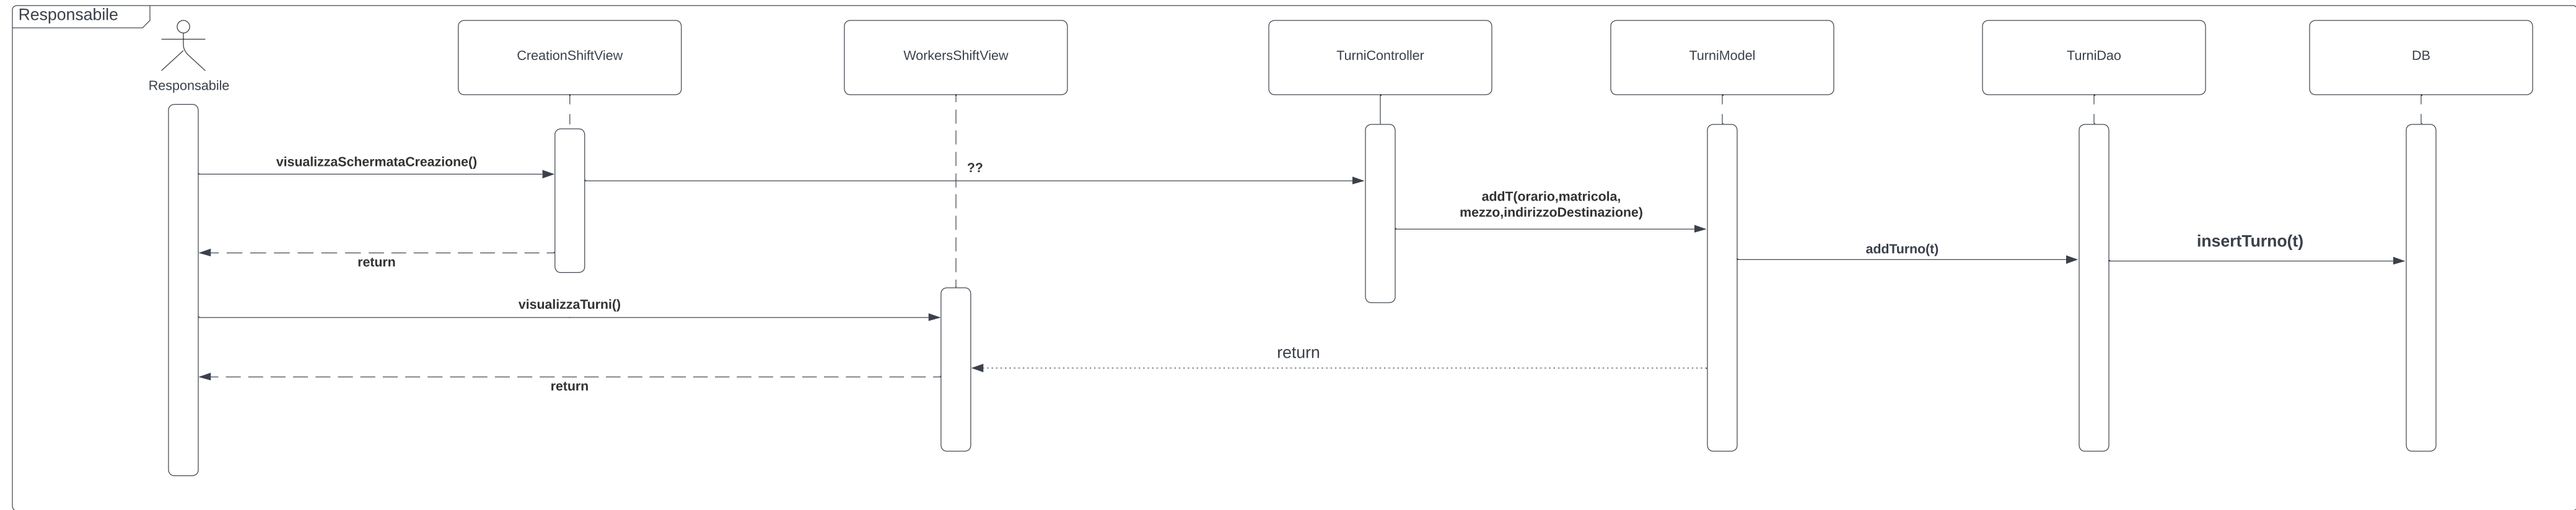 Responsabile
Responsabile
CreationShiftView
WorkersShiftView
TurniController
TurniModel
TurniDao
DB
visualizzaSchermataCreazione()
??
addT(orario,matricola,
mezzo,indirizzoDestinazione)
addTurno(t)
insertTurno(t)
return
visualizzaTurni()
return
return